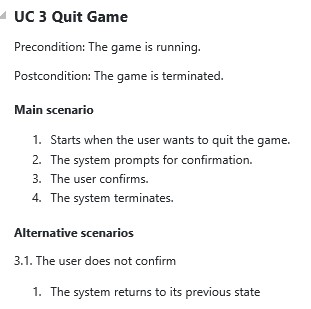 UC 3 Quit Game
Precondition: The game is running.
Postcondition: The game is terminated.
Main scenario
1. Starts when the user wants to quit the game.
2. The system prompts for confirmation.
3. The user confirms.
4. The system terminates.
Alternative scenarios
3.1. The user does not confirm
1. The system returns to its previous state